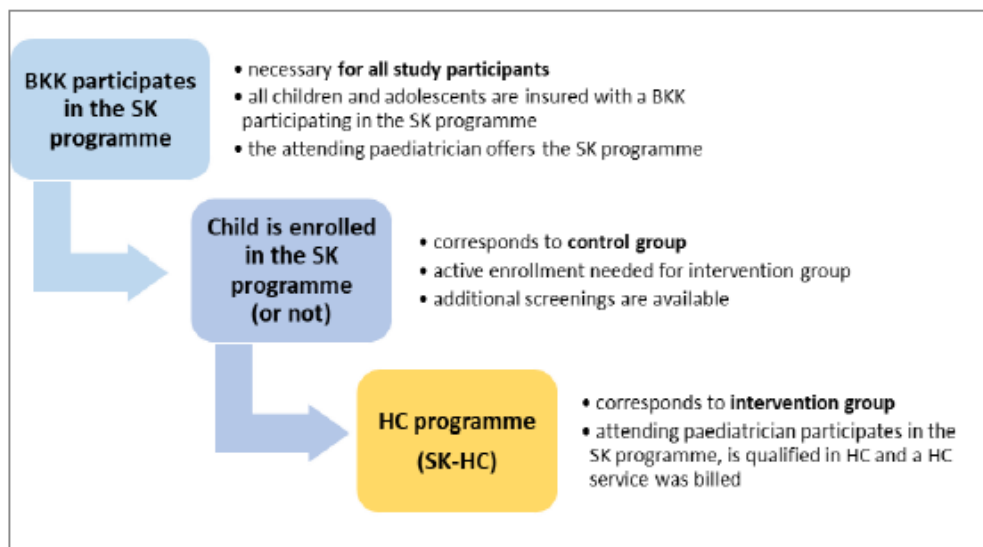 BKK participates
in the SK
programme
• necessary for all study participants
• all children and adolescents are insured with a BKK
participating in the SK programme
• the attending paediatrician offers the SK programme
Child is enrolled
in the SK
programme
(or not)
• corresponds to control group
• active enrollment needed for intervention group
• additional screenings are available
HC programme
(SK-HC)
• corresponds to intervention group
• attending paediatrician participates in the
SK programme, is qualified in HC and a HC
service was billed